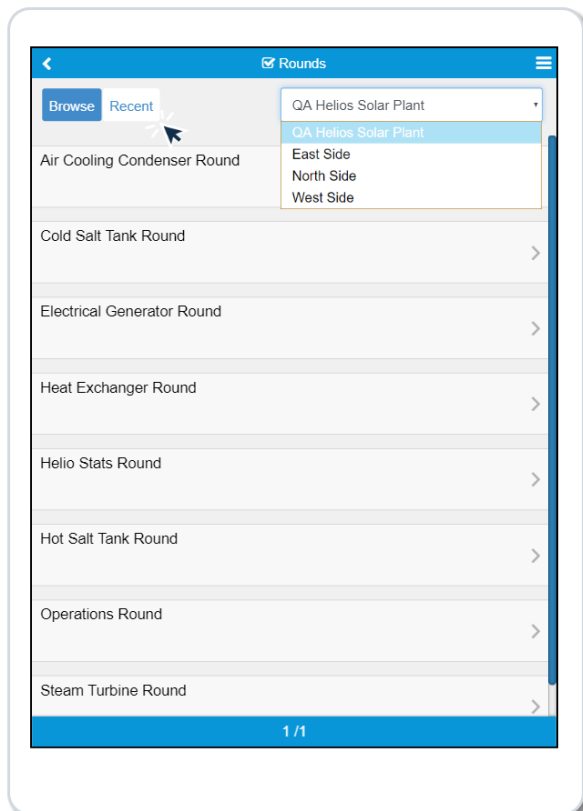 Rounds
Browse Recent
QA Helios Solar Plant
QA Helios Solar Plant
East Side
North Side
West Side
Air Cooling Condenser Round
Cold Salt Tank Round
Electrical Generator Round
Heat Exchanger Round
Helio Stats Round
Hot Salt Tank Round
Operations Round
Steam Turbine Round
1 /1